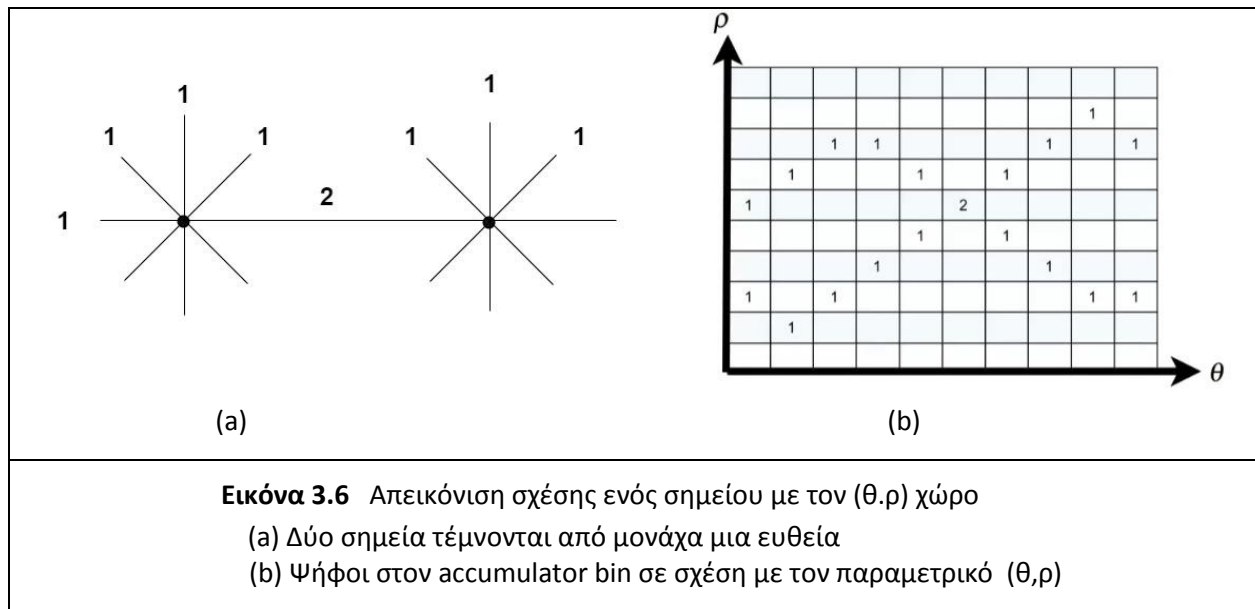 1
1
1
1
1
1
1
2
ρ
1
1 1 1 1
1 1 1
1 2
1 1
1 1
1 1 1 1
1
θ
(a)
(b)
Εικόνα 3.6 Απεικόνιση σχέσης ενός σημείου με τον (θ.ρ) χώρο
(a) Δύο σημεία τέμνονται από μονάχα μια ευθεία
(b) Ψήφοι στον accumulator bin σε σχέση με τον παραμετρικό (θ,ρ)